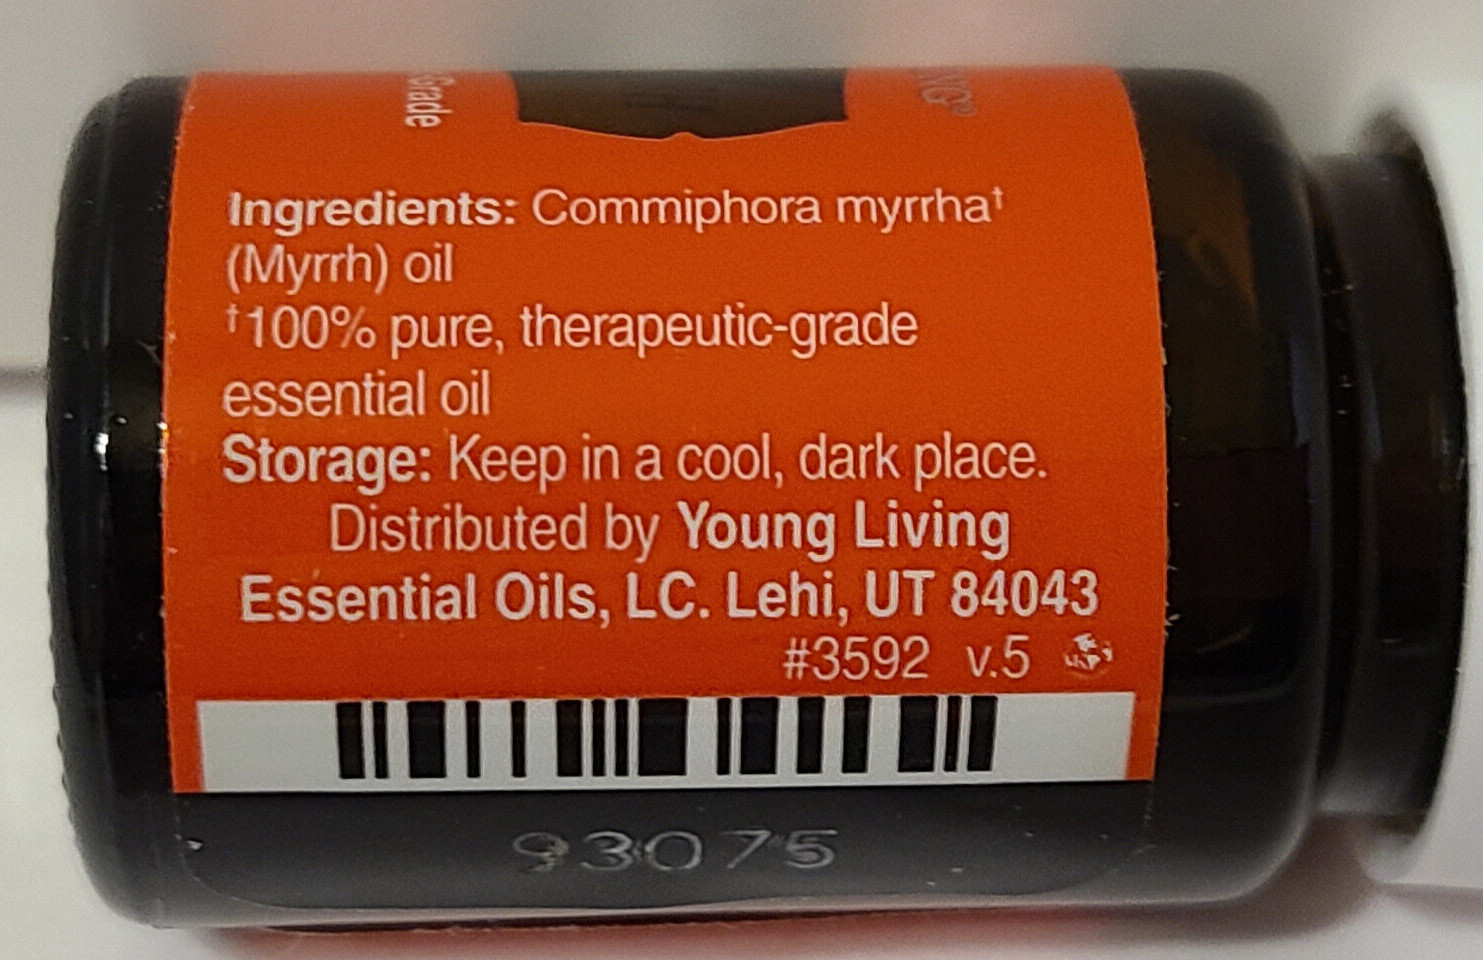 Grade
Ingredients: Commiphora myrrha†
(Myrrh) oil
†100% pure, therapeutic-grade
essential oil
Storage: Keep in a cool, dark place.
Distributed by Young Living
Essential Oils, LC. Lehi, UT 84043
#3592 v.5
93075